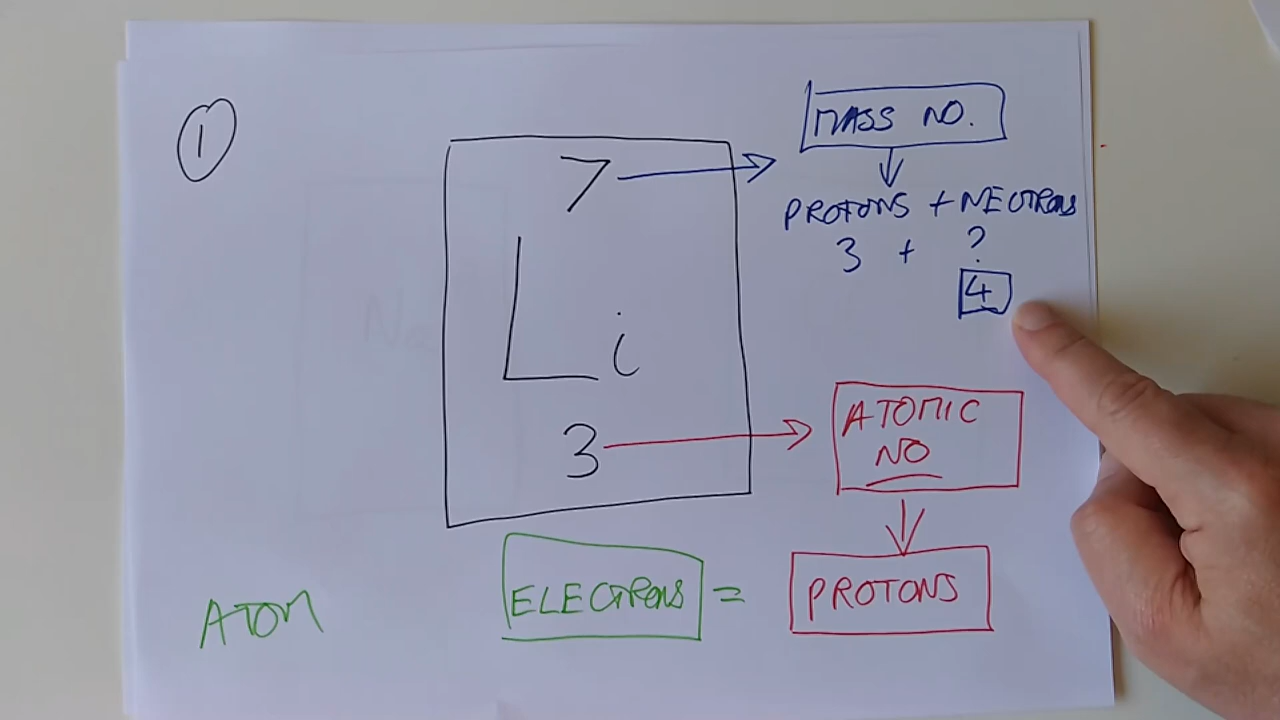 1
7
MASS NO.
PROTONS + NEUTRONS
3 + ?
4
Li
3
ATOMIC
NO
ELECTRONS = PROTONS
ATOM